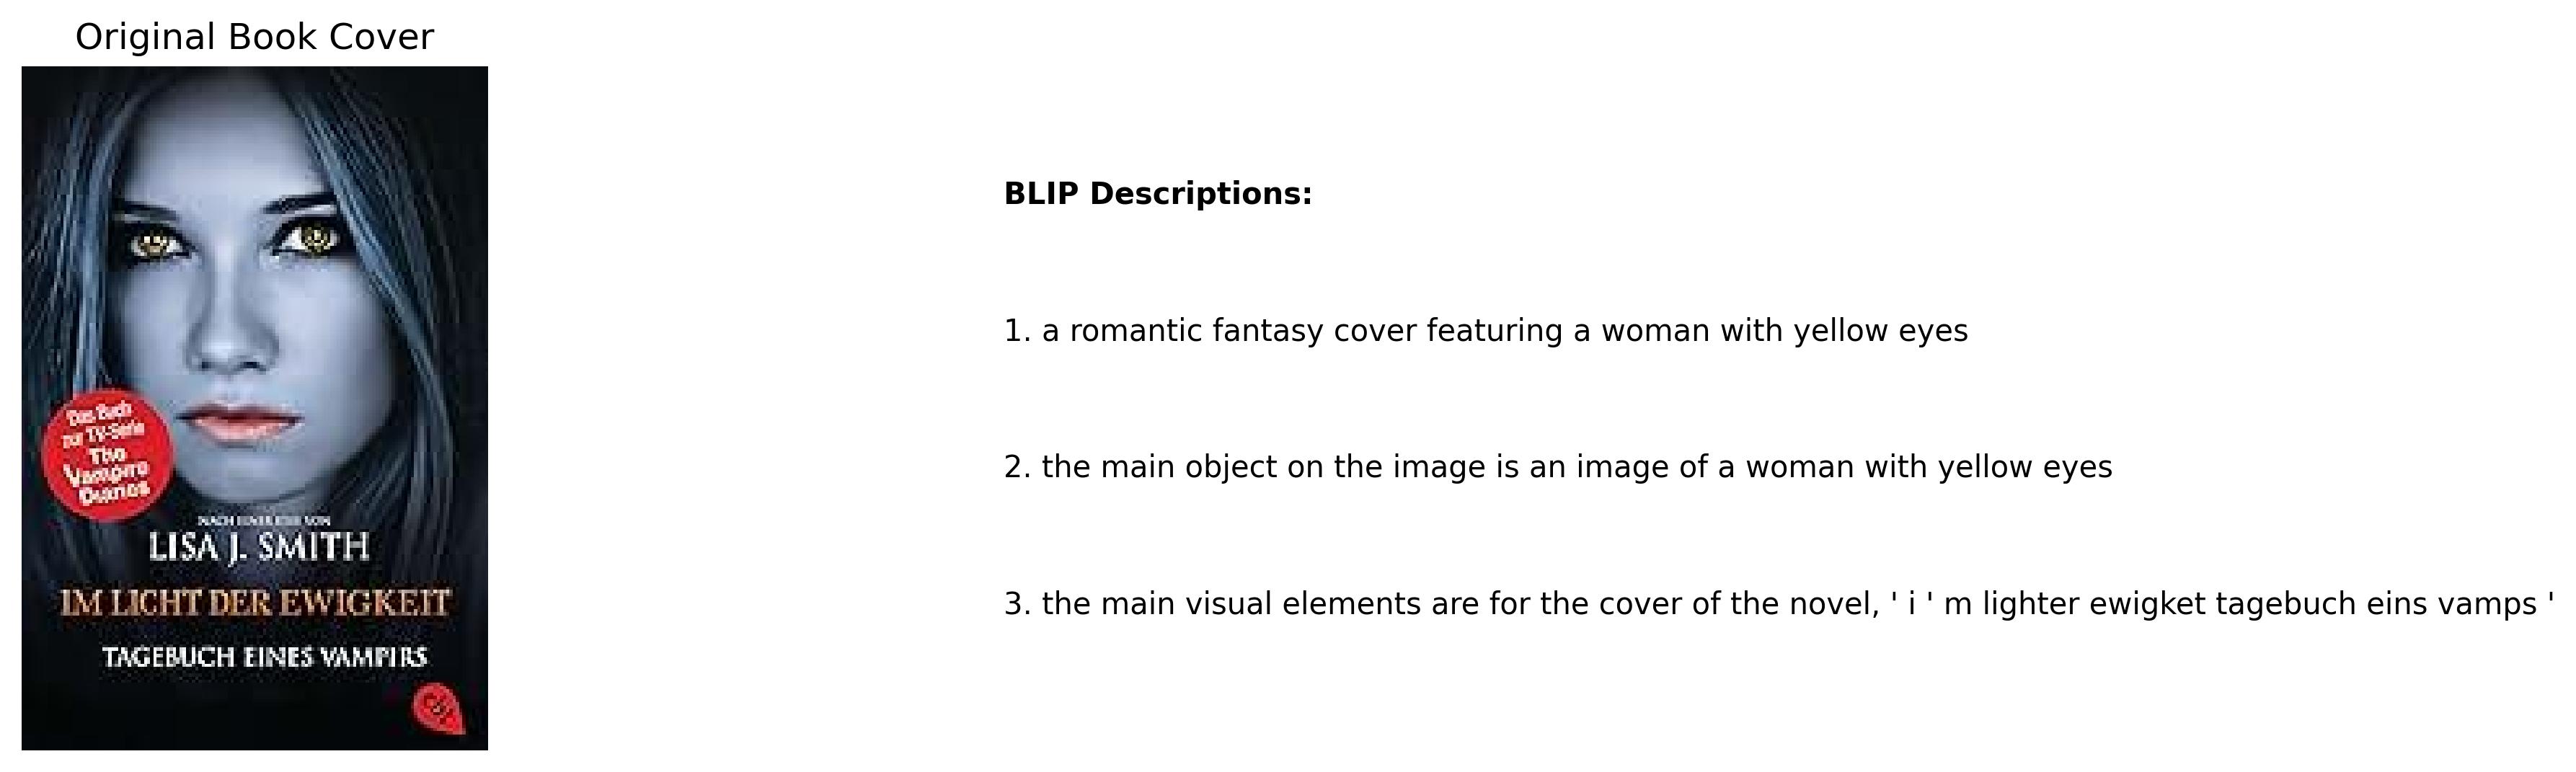 Original Book Cover
Das Buch
zur TV-Serie
The
Vampire
Diaries
NACH EINER IDEE VON
LISA J. SMITH
IM LICHT DER EWIGKEIT
TAGEBUCH EINES VAMPIRS
cbt
BLIP Descriptions:
1. a romantic fantasy cover featuring a woman with yellow eyes
2. the main object on the image is an image of a woman with yellow eyes
3. the main visual elements are for the cover of the novel, ' i ' m lighter ewigket tagebuch eins vamps '